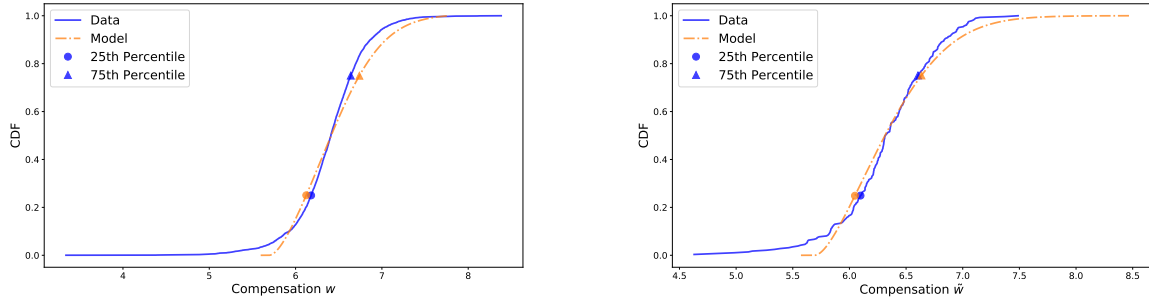 1.0
0.8
0.6
0.4
0.2
0.0
CDF
Data
Model
25th Percentile
75th Percentile
4 5 6 7 8
Compensation w
1.0
0.8
0.6
0.4
0.2
0.0
CDF
Data
Model
25th Percentile
75th Percentile
4.5 5.0 5.5 6.0 6.5 7.0 7.5 8.0 8.5
Compensation w̃